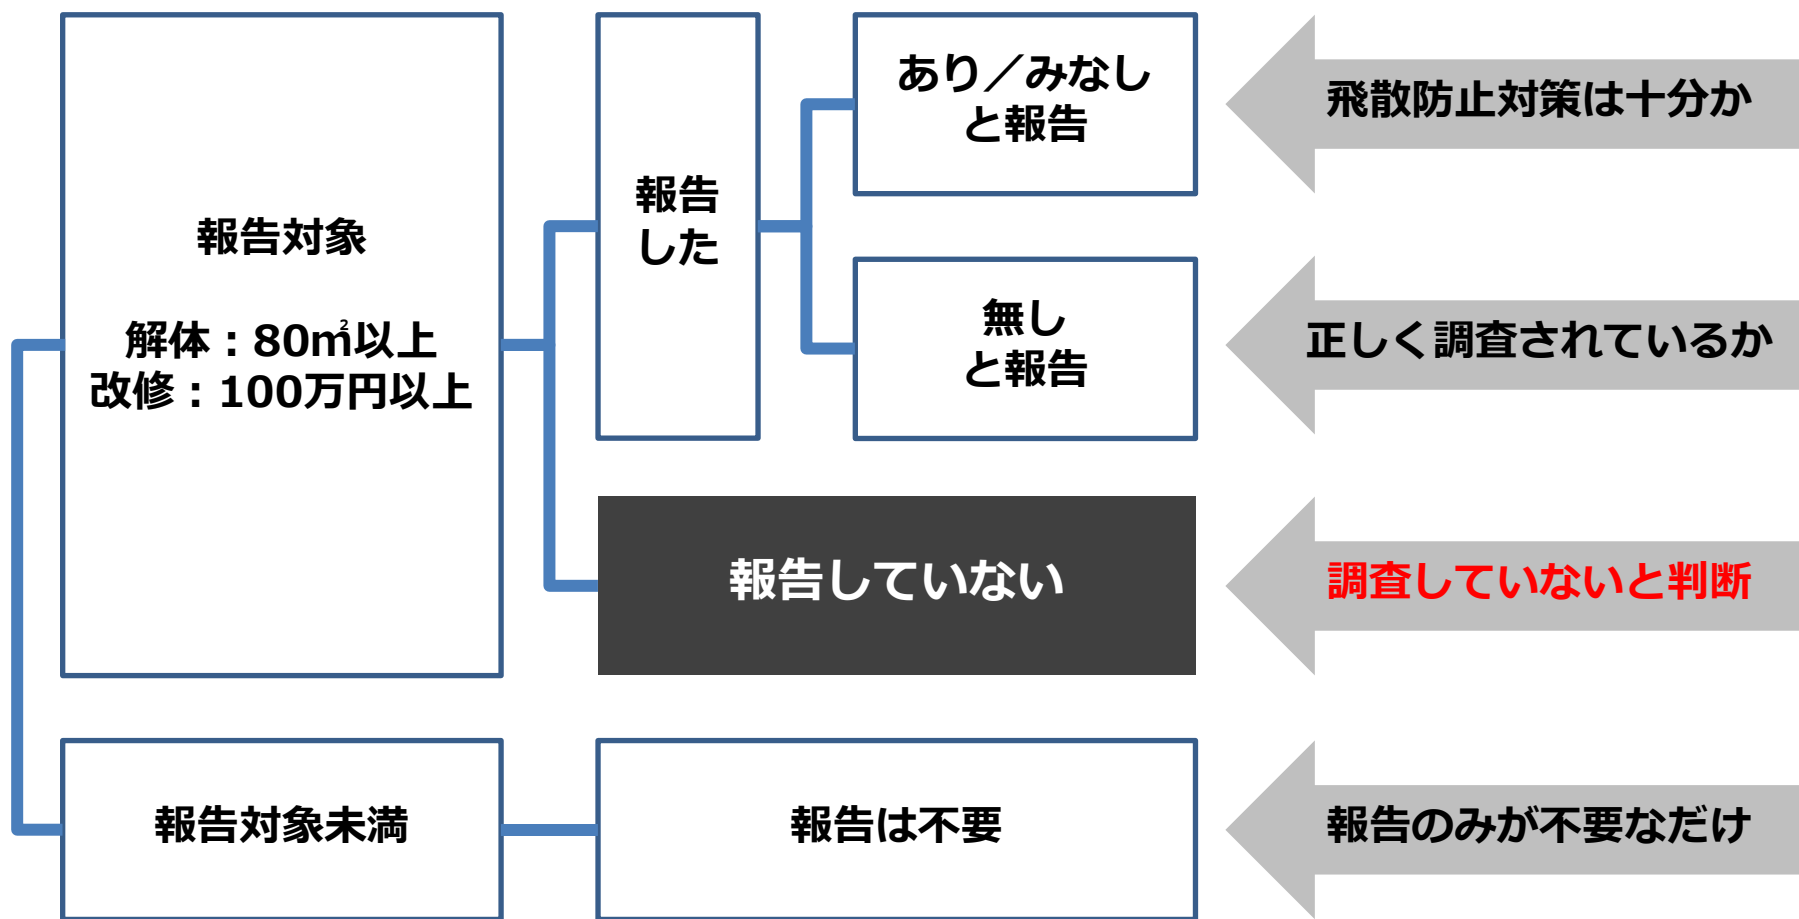 報告対象
解体：80㎡以上
改修：100万円以上
報告
した
あり／みなし
と報告
飛散防止対策は十分か
無し
と報告
正しく調査されているか
報告していない
調査していないと判断
報告対象未満
報告は不要
報告のみが不要なだけ